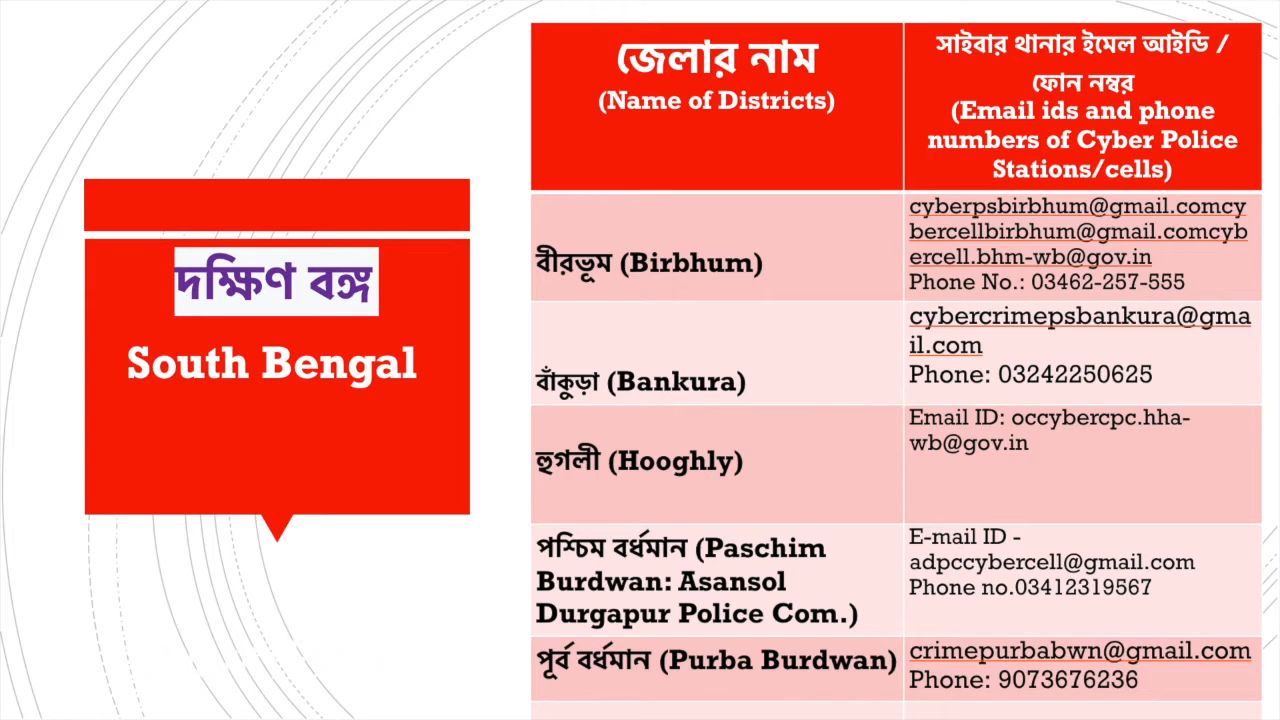 দক্ষিণ বঙ্গ
South Bengal
জেলার নাম
(Name of Districts)
সাইবার থানার ইমেল আইডি /
ফোন নম্বর
(Email ids and phone
numbers of Cyber Police
Stations/cells)
বীরভূম (Birbhum)
cyberpsbirbhum@gmail.comcy
bercellbirbhum@gmail.comcyb
ercell.bhm-wb@gov.in
Phone No.: 03462-257-555
বাঁকুড়া (Bankura)
cybercrimepsbankura@gma
il.com
Phone: 03242250625
হুগলী (Hooghly)
Email ID: occybercpc.hha-
wb@gov.in
পশ্চিম বর্ধমান (Paschim
Burdwan: Asansol
Durgapur Police Com.)
E-mail ID -
adpccybercell@gmail.com
Phone no.03412319567
পূর্ব বর্ধমান (Purba Burdwan)
crimepurbabwn@gmail.com
Phone: 9073676236